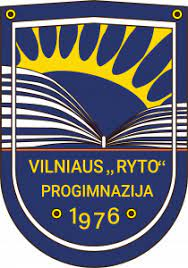 VILNIAUS „RYTO“
PROGIMNAZIJA
1976